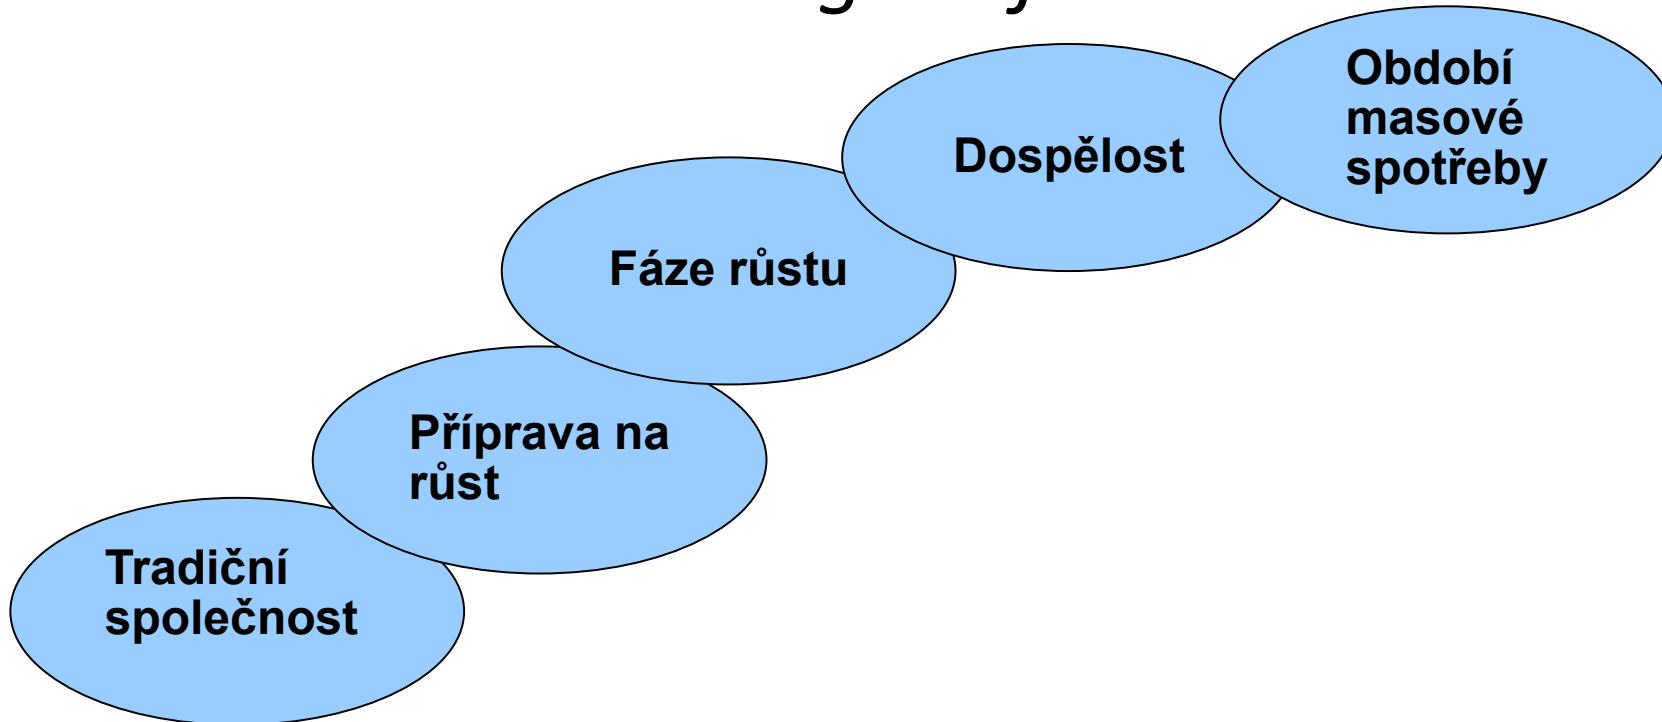 Období
masové
spotřeby
Dospělost
Fáze růstu
Příprava na
růst
Tradiční
společnost